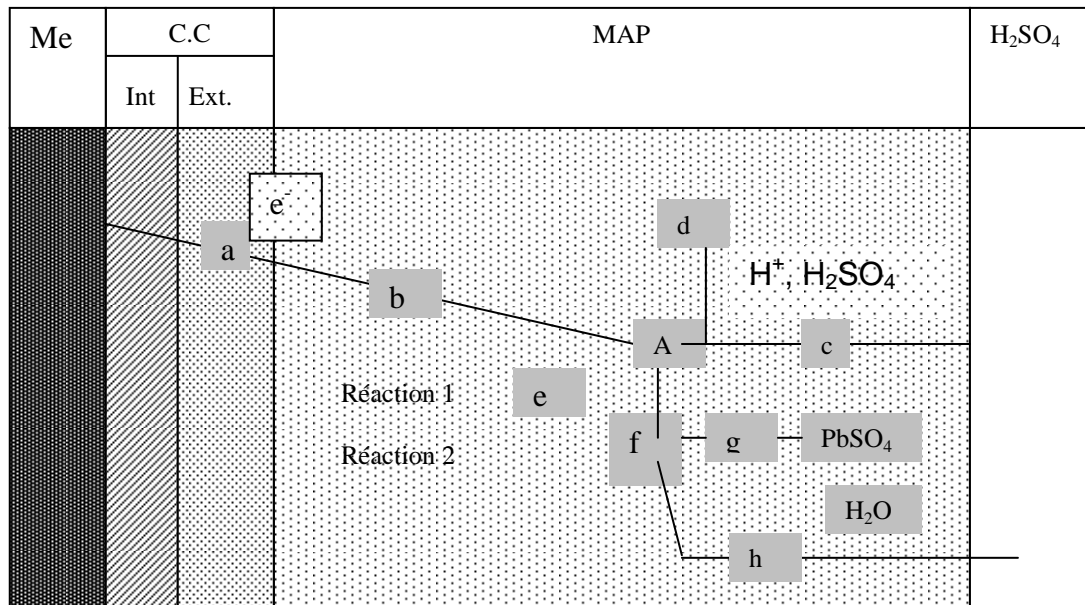 Me C.C MAP H₂SO₄
Int Ext.
e⁻
d
a
H⁺, H₂SO₄
b
A c
Réaction 1 e
f g PbSO₄
Réaction 2
H₂O
h